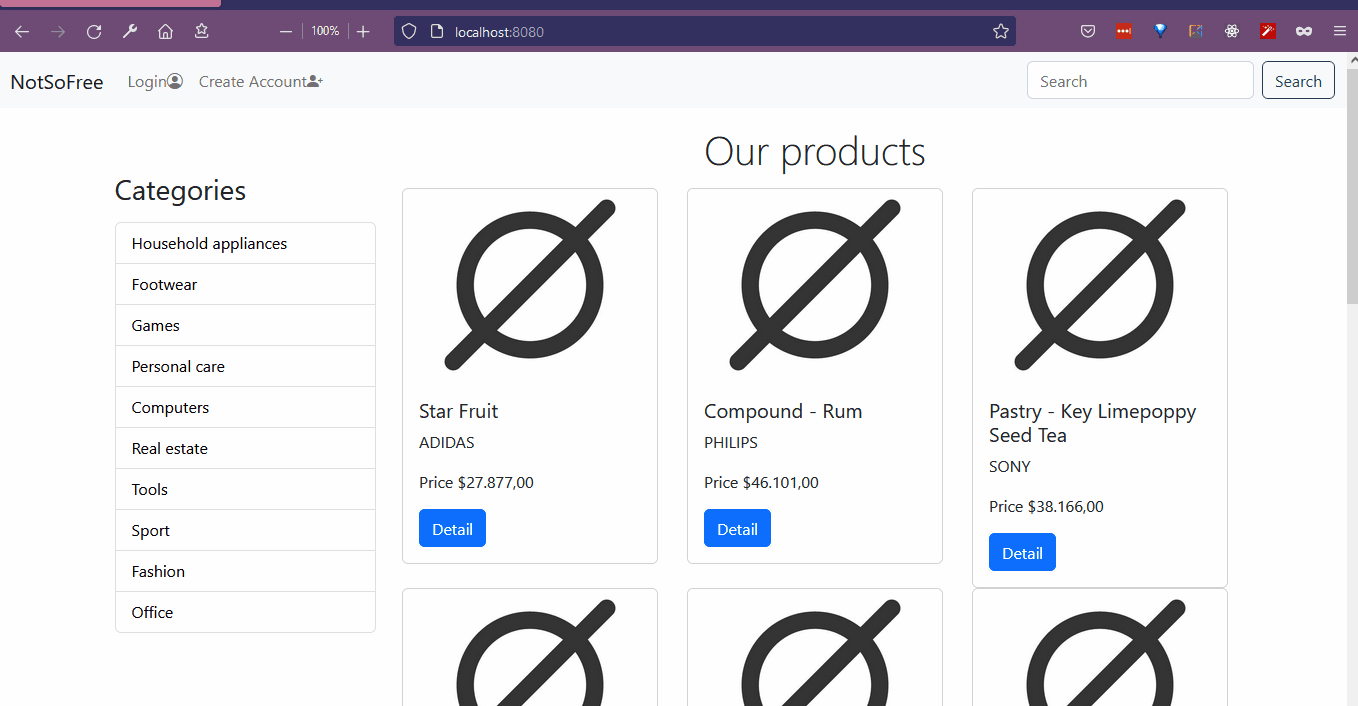 100%
localhost:8080
NotSoFree
Login
Create Account
Search
Search
Our products
Categories
Household appliances
Footwear
Games
Personal care
Computers
Real estate
Tools
Sport
Fashion
Office
Star Fruit
ADIDAS
Price $27.877,00
Detail
Compound - Rum
PHILIPS
Price $46.101,00
Detail
Pastry - Key Limepoppy
Seed Tea
SONY
Price $38.166,00
Detail